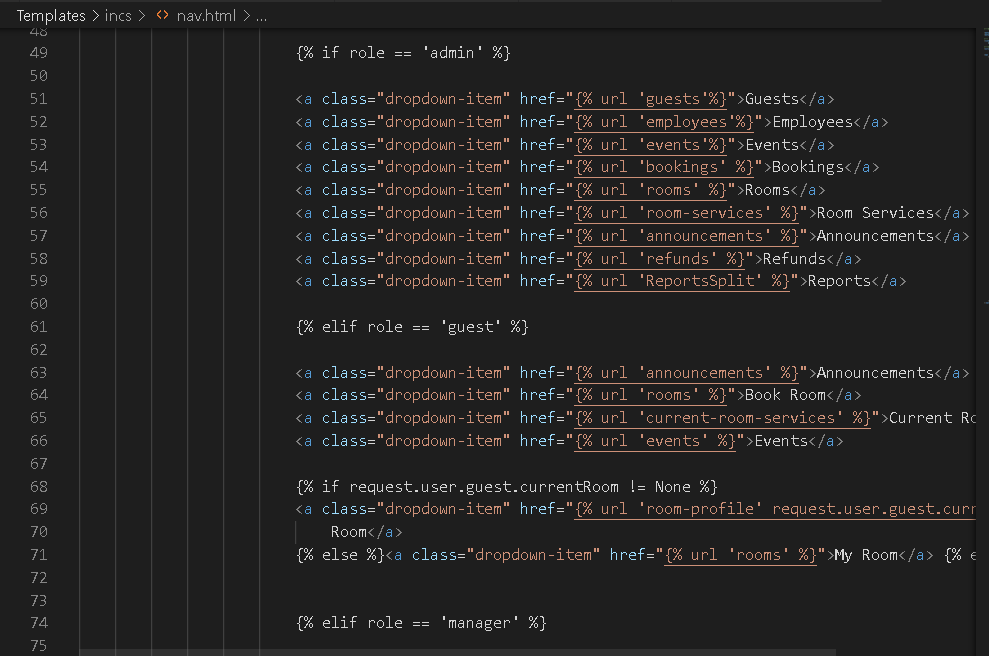 Templates > incs > <> nav.html > ...
48
49 {% if role == 'admin' %}
50
51 <a class="dropdown-item" href="{% url 'guests'%}">Guests</a>
52 <a class="dropdown-item" href="{% url 'employees'%}">Employees</a>
53 <a class="dropdown-item" href="{% url 'events'%}">Events</a>
54 <a class="dropdown-item" href="{% url 'bookings' %}">Bookings</a>
55 <a class="dropdown-item" href="{% url 'rooms' %}">Rooms</a>
56 <a class="dropdown-item" href="{% url 'room-services' %}">Room Services</a>
57 <a class="dropdown-item" href="{% url 'announcements' %}">Announcements</a>
58 <a class="dropdown-item" href="{% url 'refunds' %}">Refunds</a>
59 <a class="dropdown-item" href="{% url 'ReportsSplit' %}">Reports</a>
60
61 {% elif role == 'guest' %}
62
63 <a class="dropdown-item" href="{% url 'announcements' %}">Announcements</a>
64 <a class="dropdown-item" href="{% url 'rooms' %}">Book Room</a>
65 <a class="dropdown-item" href="{% url 'current-room-services' %}">Current Ro
66 <a class="dropdown-item" href="{% url 'events' %}">Events</a>
67
68 {% if request.user.guest.currentRoom != None %}
69 <a class="dropdown-item" href="{% url 'room-profile' request.user.guest.curr
70 Room</a>
71 {% else %}<a class="dropdown-item" href="{% url 'rooms' %}">My Room</a> {% e
72
73
74 {% elif role == 'manager' %}
75